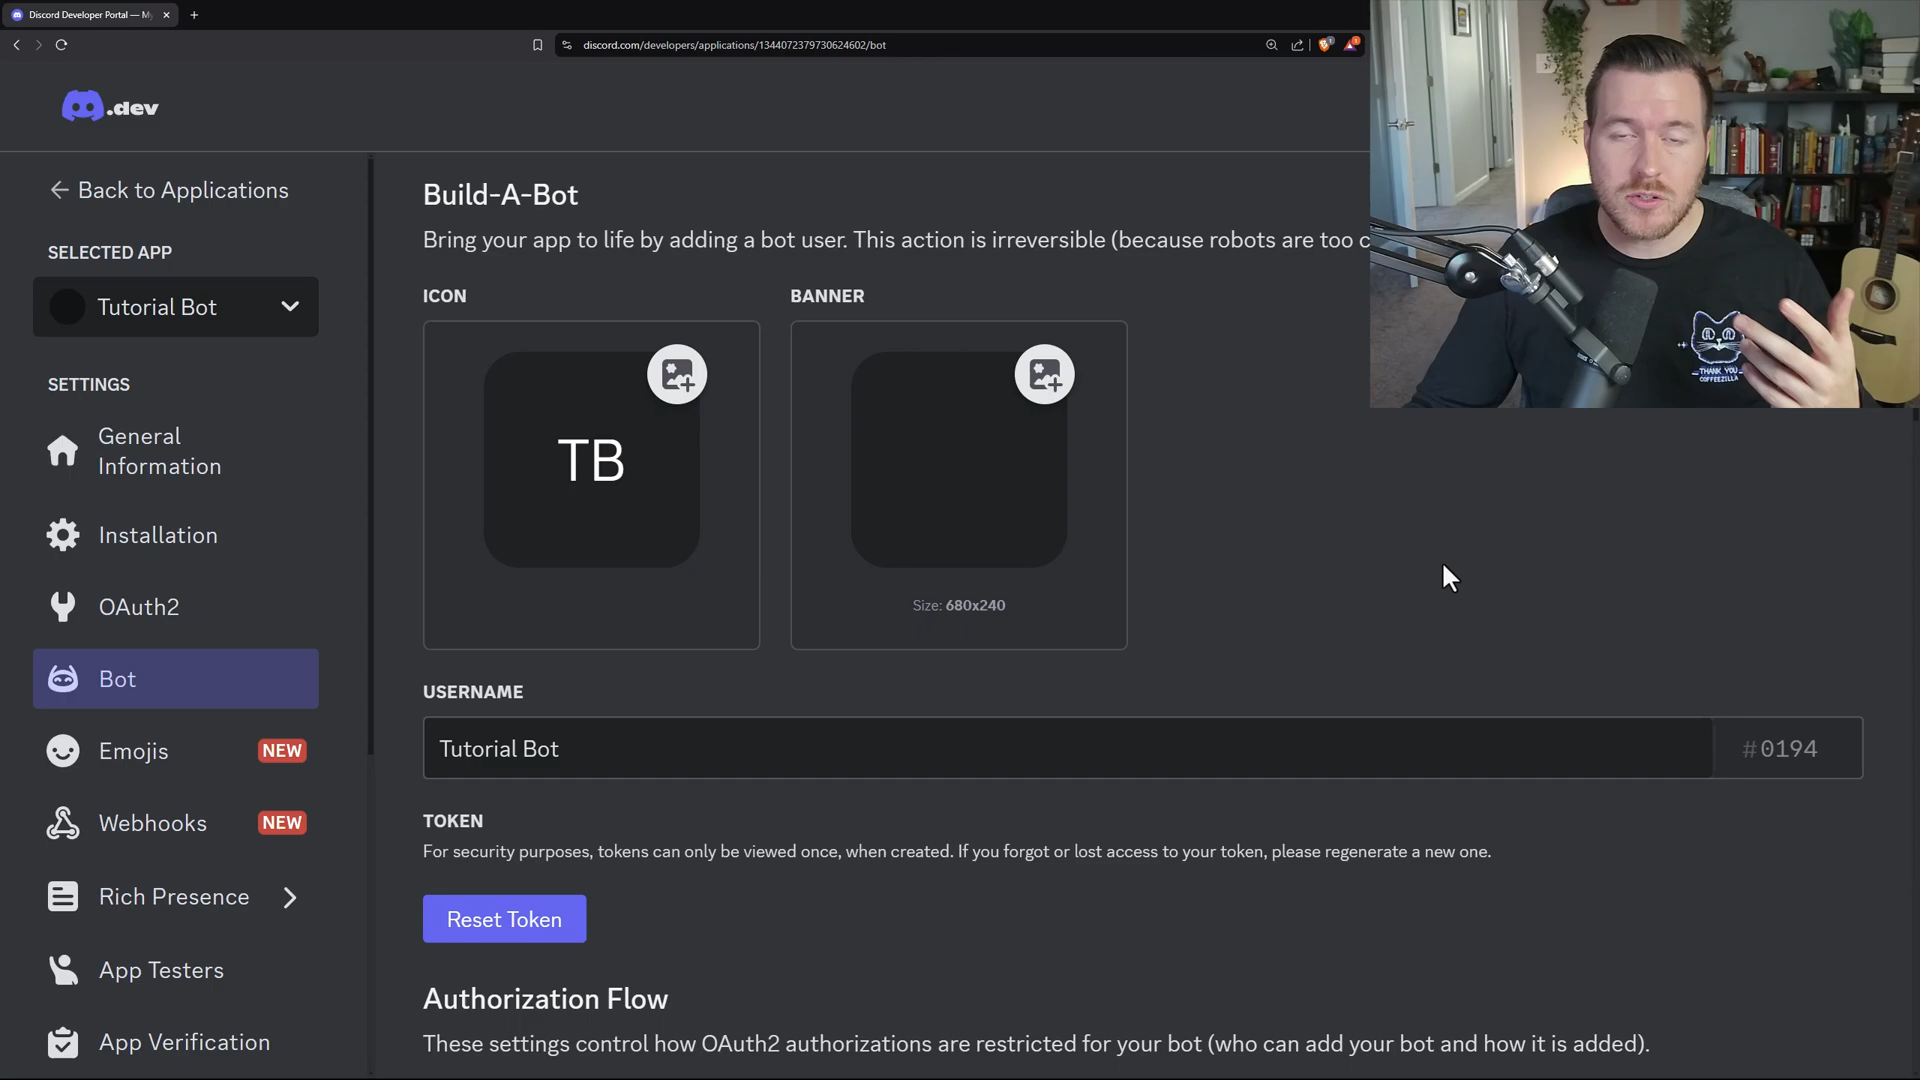 Discord Developer Portal — My
discord.com/developers/applications/1344072379730624602/bot
.dev
Back to Applications
SELECTED APP
Tutorial Bot
SETTINGS
General
Information
Installation
OAuth2
Bot
Emojis NEW
Webhooks NEW
Rich Presence
App Testers
App Verification
Build-A-Bot
Bring your app to life by adding a bot user. This action is irreversible (because robots are too c
ICON
BANNER
TB
Size: 680x240
USERNAME
Tutorial Bot
#0194
TOKEN
For security purposes, tokens can only be viewed once, when created. If you forgot or lost access to your token, please regenerate a new one.
Reset Token
Authorization Flow
These settings control how OAuth2 authorizations are restricted for your bot (who can add your bot and how it is added).
THANK YOU
COFFEEZILLA